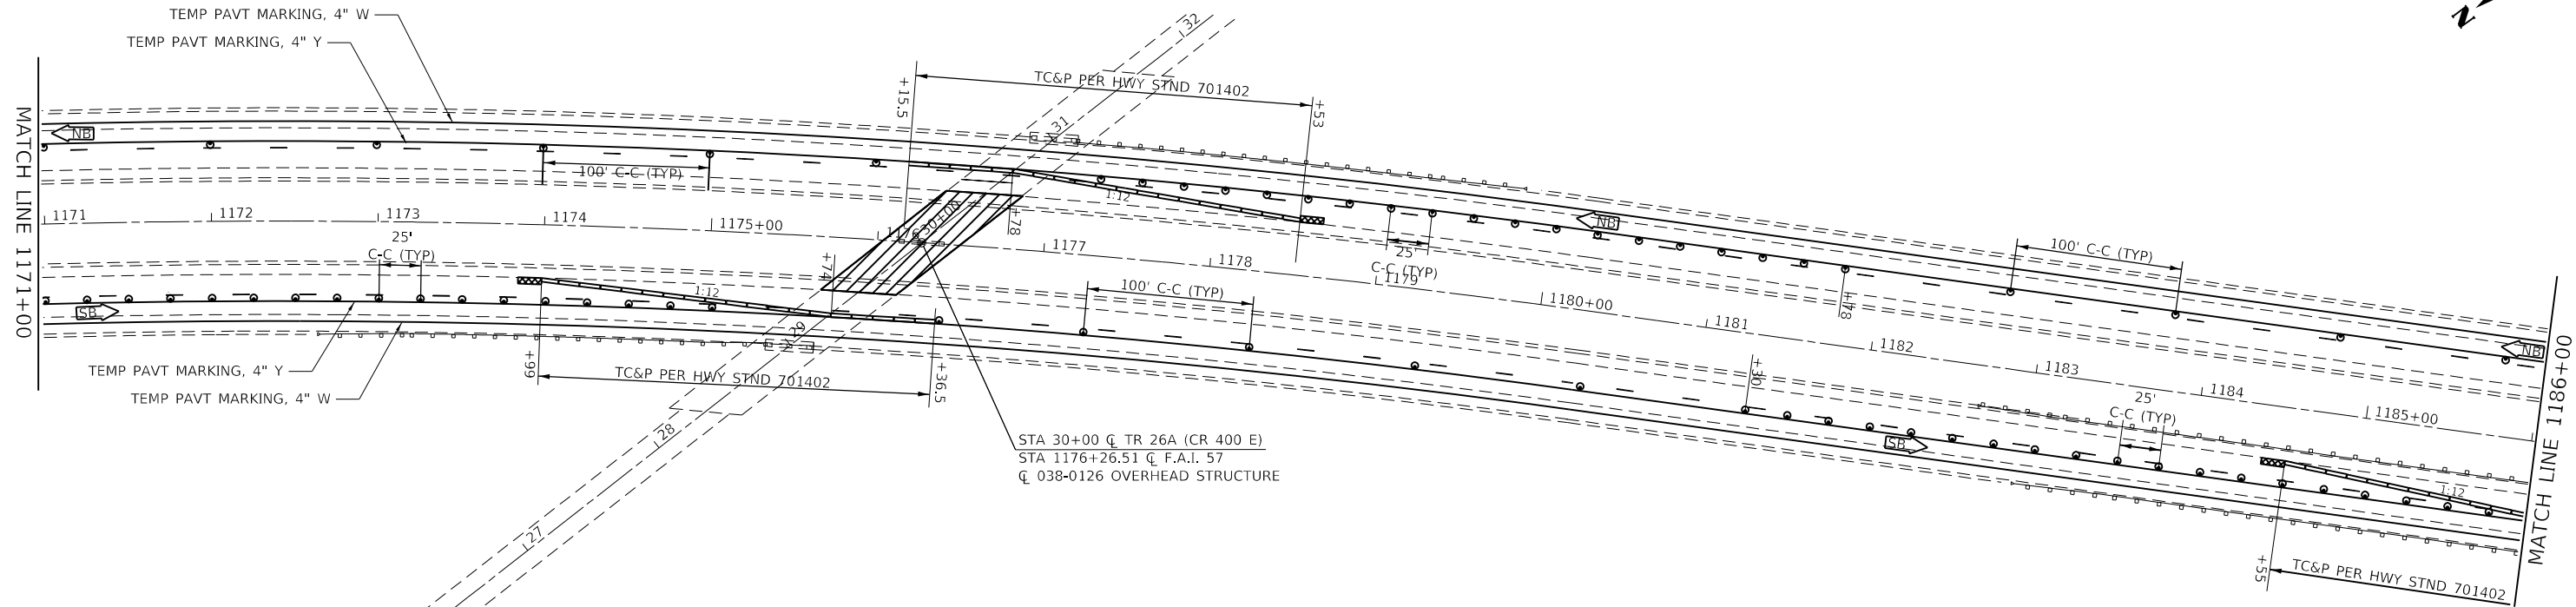 TEMP PAVT MARKING, 4" W
TEMP PAVT MARKING, 4" Y
N
32
TC&P PER HWY STND 701402
+15.5
+53
MATCH LINE 1171+00
NB
31
100' C-C (TYP)
1:12
NB
1171
1172
1173
1174
1175+00
1176
30+00
+78
1177
1178
1179
1180+00
1181
1182
1183
1184
1185+00
25'
C-C (TYP)
25'
C-C (TYP)
100' C-C (TYP)
+78
NB
+74
1:12
100' C-C (TYP)
SB
29
+99
TC&P PER HWY STND 701402
+36.5
TEMP PAVT MARKING, 4" Y
TEMP PAVT MARKING, 4" W
+30
SB
25'
C-C (TYP)
28
27
STA 30+00 ℄ TR 26A (CR 400 E)
STA 1176+26.51 ℄ F.A.I. 57
℄ 038-0126 OVERHEAD STRUCTURE
1:12
+55
TC&P PER HWY STND 701402
MATCH LINE 1186+00